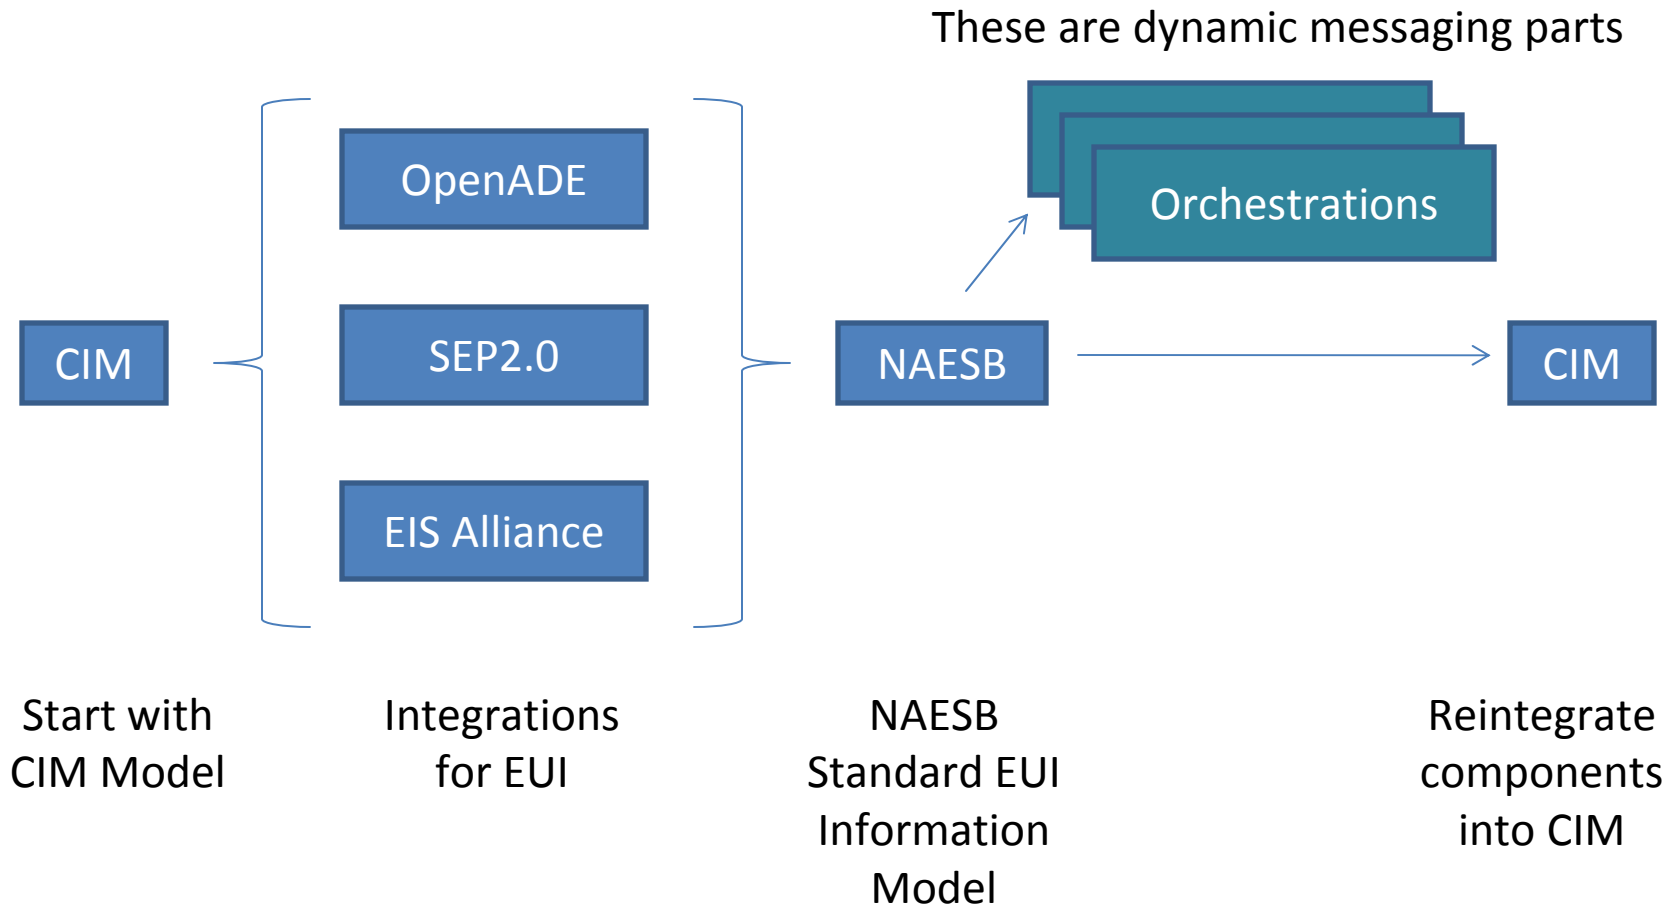 These are dynamic messaging parts
OpenADE
Orchestrations
CIM
SEP2.0
NAESB
CIM
EIS Alliance
Start with
CIM Model
Integrations
for EUI
NAESB
Standard EUI
Information
Model
Reintegrate
components
into CIM